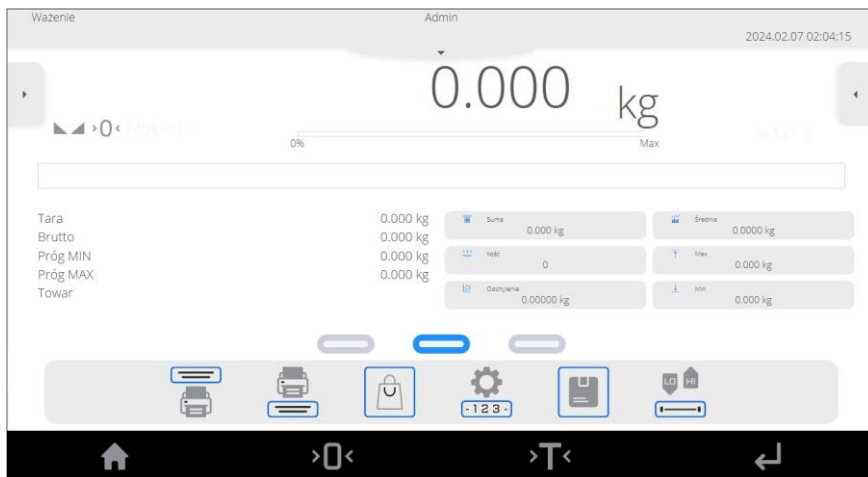 Ważenie
Admin
2024.02.07 02:04:15
0.000 kg
>0< Net
0% Max
Tara 0.000 kg
Brutto 0.000 kg
Próg MIN 0.000 kg
Próg MAX 0.000 kg
Towar
Suma
0.000 kg
Średnia
0.0000 kg
Ilość
0
Max
0.000 kg
Odchylenie
0.00000 kg
Min
0.000 kg
-123-
LO HI
>0<
>T<